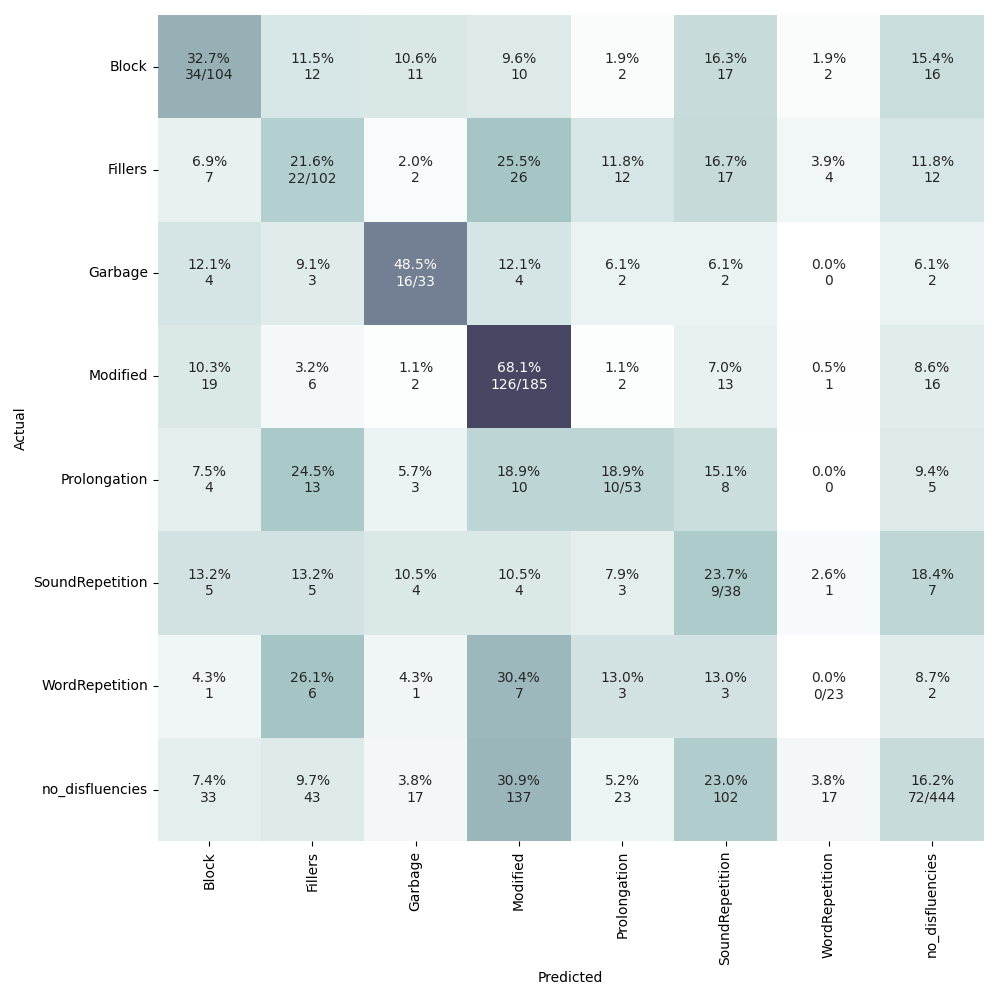 Block 32.7% 11.5% 10.6% 9.6% 1.9% 16.3% 1.9% 15.4%
34/104 12 11 10 2 17 2 16
Fillers 6.9% 21.6% 2.0% 25.5% 11.8% 16.7% 3.9% 11.8%
7 22/102 2 26 12 17 4 12
Garbage 12.1% 9.1% 48.5% 12.1% 6.1% 6.1% 0.0% 6.1%
4 3 16/33 4 2 2 0 2
Modified 10.3% 3.2% 1.1% 68.1% 1.1% 7.0% 0.5% 8.6%
19 6 2 126/185 2 13 1 16
Actual
Prolongation 7.5% 24.5% 5.7% 18.9% 18.9% 15.1% 0.0% 9.4%
4 13 3 10 10/53 8 0 5
SoundRepetition 13.2% 13.2% 10.5% 10.5% 7.9% 23.7% 2.6% 18.4%
5 5 4 4 3 9/38 1 7
WordRepetition 4.3% 26.1% 4.3% 30.4% 13.0% 13.0% 0.0% 8.7%
1 6 1 7 3 3 0/23 2
no_disfluencies 7.4% 9.7% 3.8% 30.9% 5.2% 23.0% 3.8% 16.2%
33 43 17 137 23 102 17 72/444
Block Fillers Garbage Modified Prolongation SoundRepetition WordRepetition no_disfluencies
Predicted